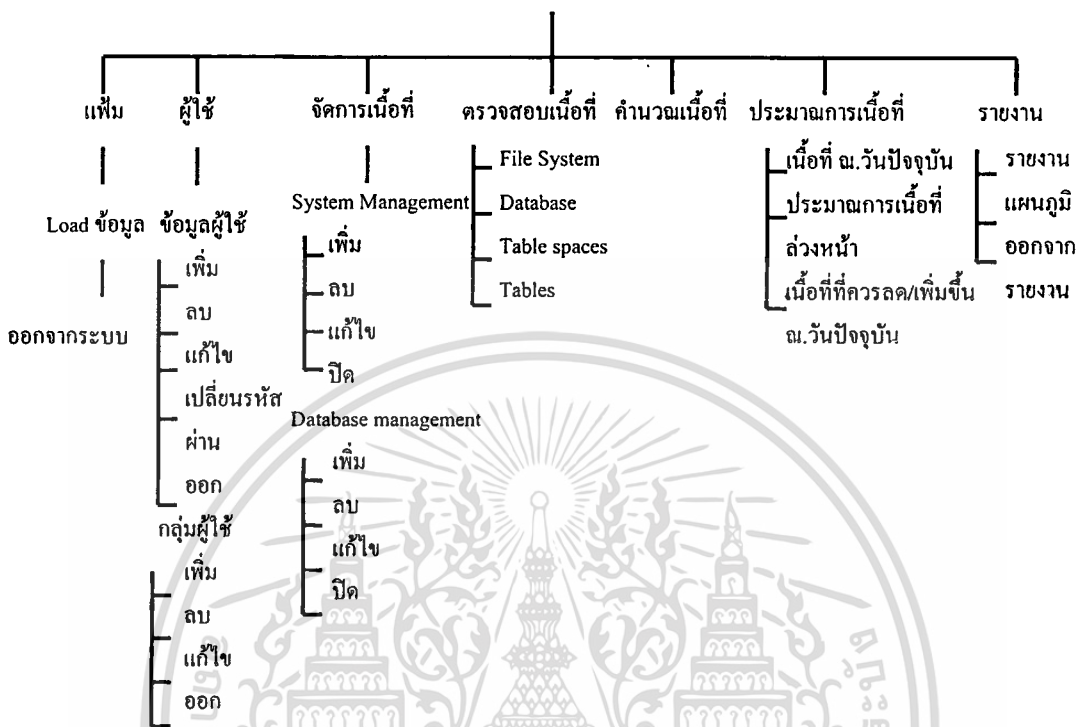 แฟ้ม ผู้ใช้ จัดการเนื้อที่ ตรวจสอบเนื้อที่ คำนวณเนื้อที่ ประมาณการเนื้อที่ รายงาน
Load ข้อมูล
ออกจากระบบ
ข้อมูลผู้ใช้
เพิ่ม
ลบ
แก้ไข
เปลี่ยนรหัส
ผ่าน
ออก
กลุ่มผู้ใช้
เพิ่ม
ลบ
แก้ไข
ออก
System Management
เพิ่ม
ลบ
แก้ไข
ปิด
Database management
เพิ่ม
ลบ
แก้ไข
ปิด
File System
Database
Table spaces
Tables
เนื้อที่ ณ.วันปัจจุบัน
ประมาณการเนื้อที่
ล่วงหน้า
เนื้อที่ที่ควรลด/เพิ่มขึ้น
ณ.วันปัจจุบัน
รายงาน
แผนภูมิ
ออกจาก
รายงาน